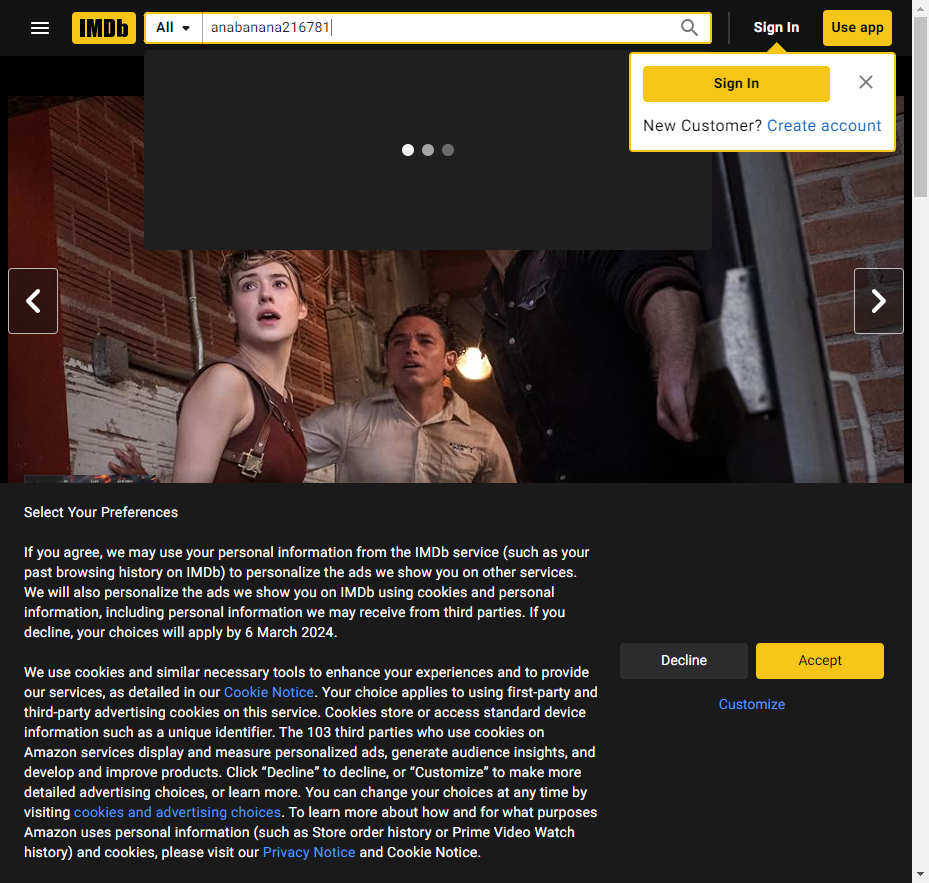 IMDb All anabanana216781 Sign In Use app
Sign In
New Customer? Create account
Select Your Preferences
If you agree, we may use your personal information from the IMDb service (such as your
past browsing history on IMDb) to personalize the ads we show you on other services.
We will also personalize the ads we show you on IMDb using cookies and personal
information, including personal information we may receive from third parties. If you
decline, your choices will apply by 6 March 2024.
We use cookies and similar necessary tools to enhance your experiences and to provide
our services, as detailed in our Cookie Notice. Your choice applies to using first-party and
third-party advertising cookies on this service. Cookies store or access standard device
information such as a unique identifier. The 103 third parties who use cookies on
Amazon services display and measure personalized ads, generate audience insights, and
develop and improve products. Click “Decline” to decline, or “Customize” to make more
detailed advertising choices, or learn more. You can change your choices at any time by
visiting cookies and advertising choices. To learn more about how and for what purposes
Amazon uses personal information (such as Store order history or Prime Video Watch
history) and cookies, please visit our Privacy Notice and Cookie Notice.
Decline Accept
Customize